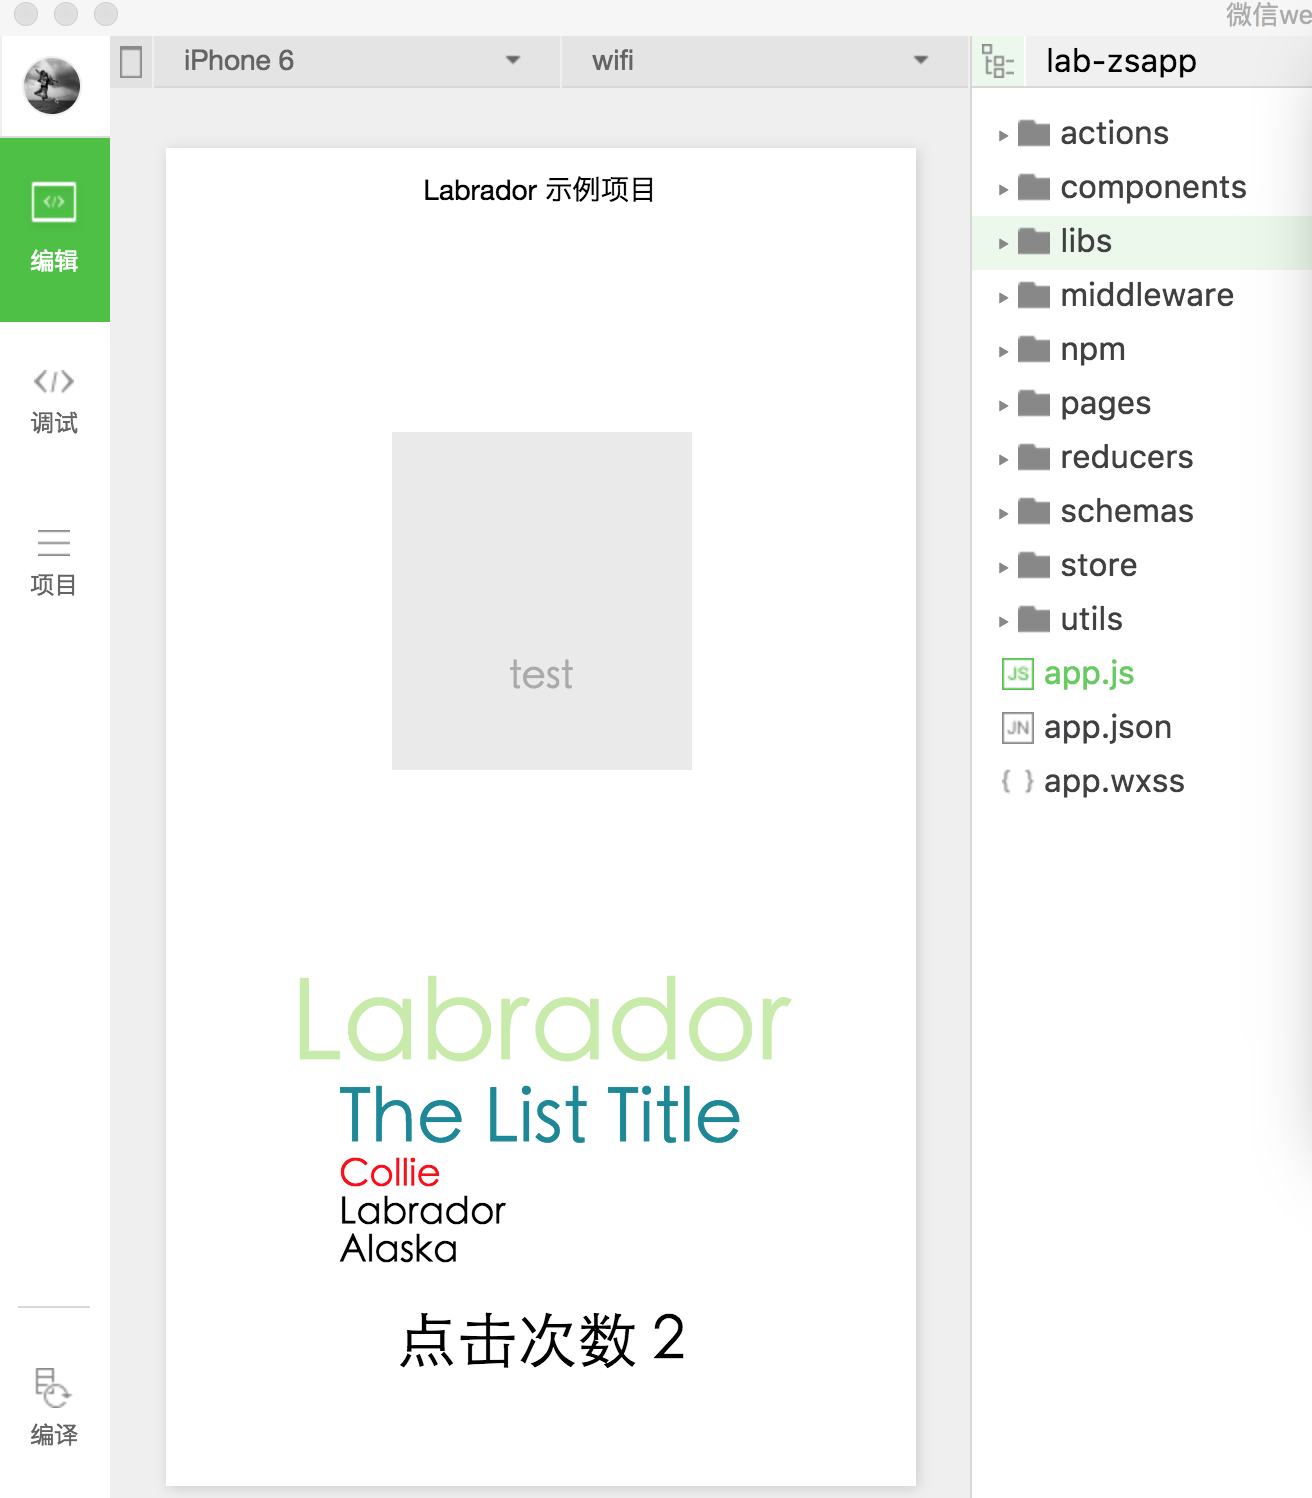 微信we
iPhone 6
wifi
lab-zsapp
编辑
调试
项目
编译
Labrador 示例项目
test
Labrador
The List Title
Collie
Labrador
Alaska
点击次数 2
actions
components
libs
middleware
npm
pages
reducers
schemas
store
utils
JS app.js
JN app.json
{ } app.wxss